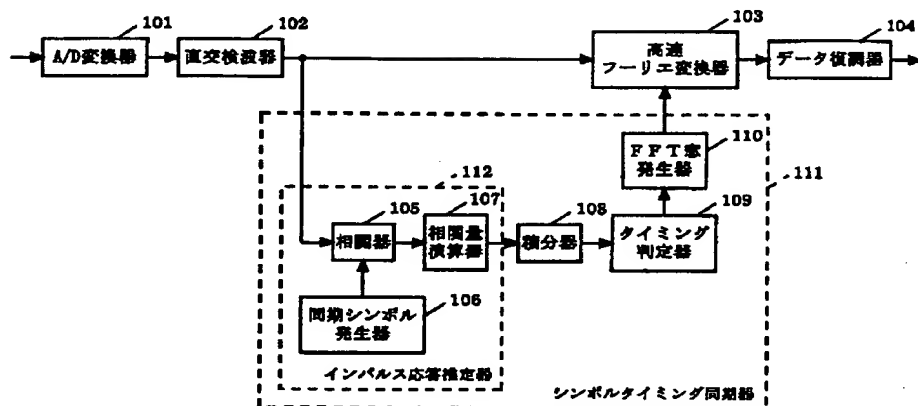 101
A/D変換器
102
直交検波器
103
高速
フーリエ変換器
104
データ復調器
110
FFT窓
発生器
111
112
105
相関器
107
相関量
演算器
108
積分器
109
タイミング
判定器
106
同期シンボル
発生器
インパルス応答推定器
シンボルタイミング同期器